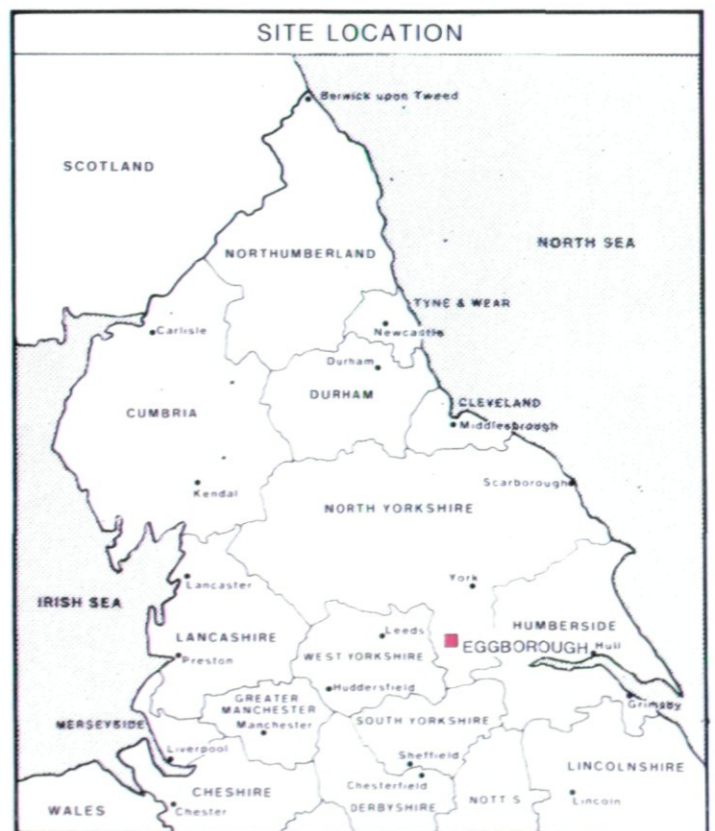 SITE LOCATION
Berwick upon Tweed
SCOTLAND
NORTH SEA
NORTHUMBERLAND
TYNE & WEAR
Carlisle
Newcastle
Durham
DURHAM
CLEVELAND
CUMBRIA
Middlesbrough
Scarborough
Kendal
NORTH YORKSHIRE
York
Lancaster
IRISH SEA
HUMBERSIDE
Leeds
LANCASHIRE
EGGBOROUGH
Hull
WEST YORKSHIRE
Preston
Huddersfield
GREATER
MANCHESTER
Grimsby
SOUTH YORKSHIRE
MERSEYSIDE
Manchester
Liverpool
Sheffield
LINCOLNSHIRE
Chesterfield
CHESHIRE
NOTTS
Lincoln
DERBYSHIRE
WALES
Chester